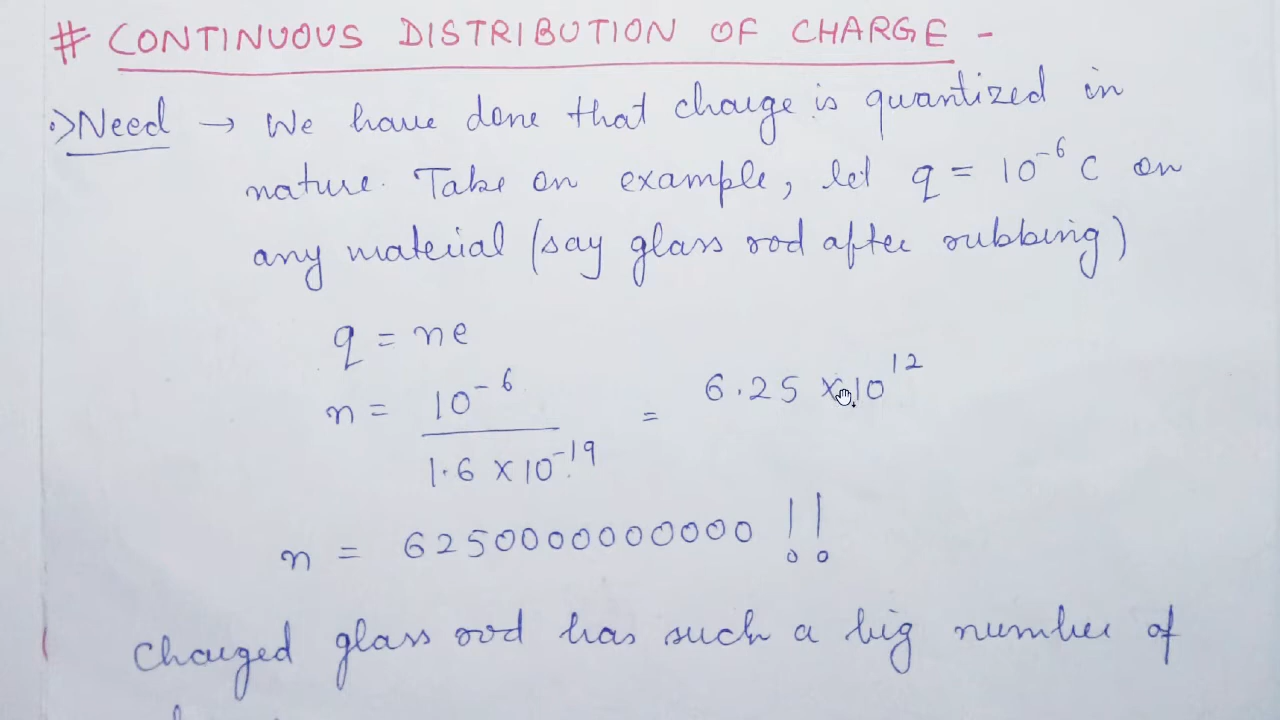 # CONTINUOUS DISTRIBUTION OF CHARGE -
Need → We have done that charge is quantized in
nature. Take an example, let q = 10⁻⁶ C on
any material (say glass rod after rubbing)
q = ne
n = 10⁻⁶ / 1.6 × 10⁻¹⁹ = 6.25 × 10¹²
n = 6250000000000 !!
Charged glass rod has such a big number of